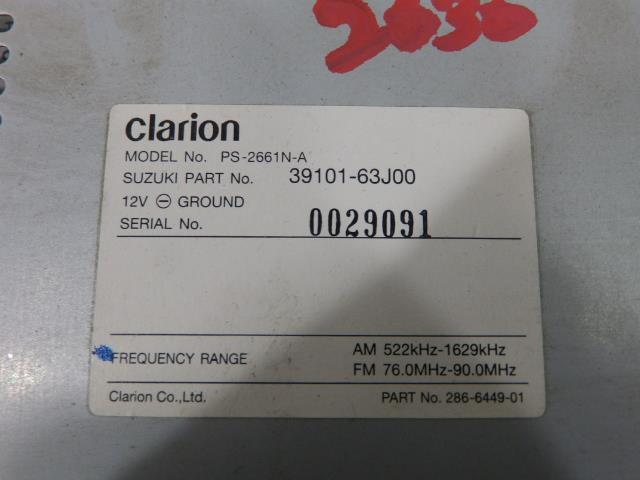 2636
clarion
MODEL No. PS-2661N-A
SUZUKI PART No. 39101-63J00
12V ⊖ GROUND
SERIAL No. 0029091
FREQUENCY RANGE AM 522kHz-1629kHz
FM 76.0MHz-90.0MHz
Clarion Co.,Ltd. PART No. 286-6449-01